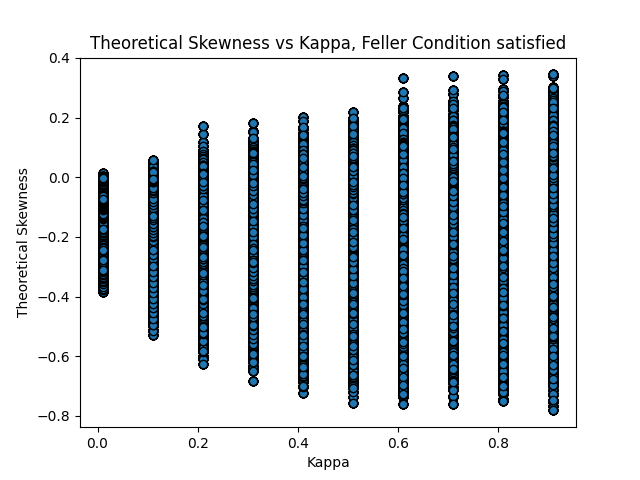 Theoretical Skewness vs Kappa, Feller Condition satisfied
0.4
0.2
0.0
−0.2
−0.4
−0.6
−0.8
Theoretical Skewness
0.0 0.2 0.4 0.6 0.8
Kappa